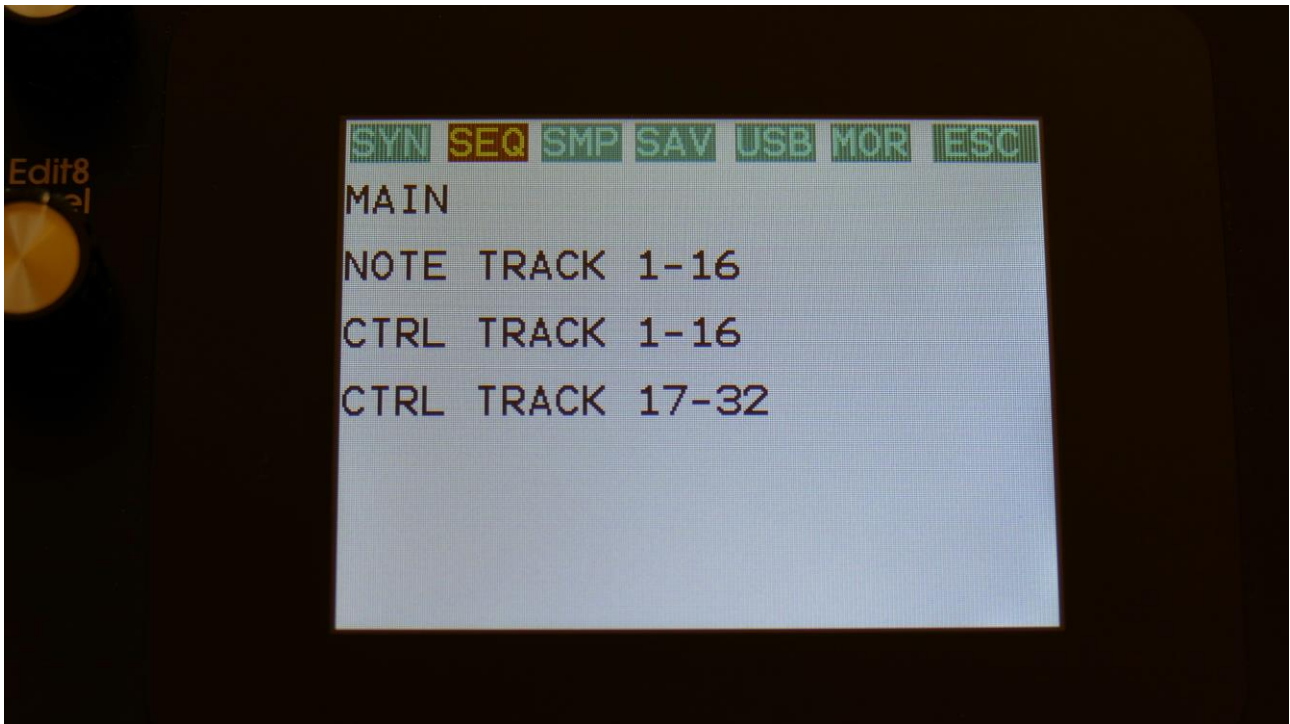 SYN SEQ SMP SAV USB MOR ESC
Edit8
MAIN
NOTE TRACK 1-16
CTRL TRACK 1-16
CTRL TRACK 17-32